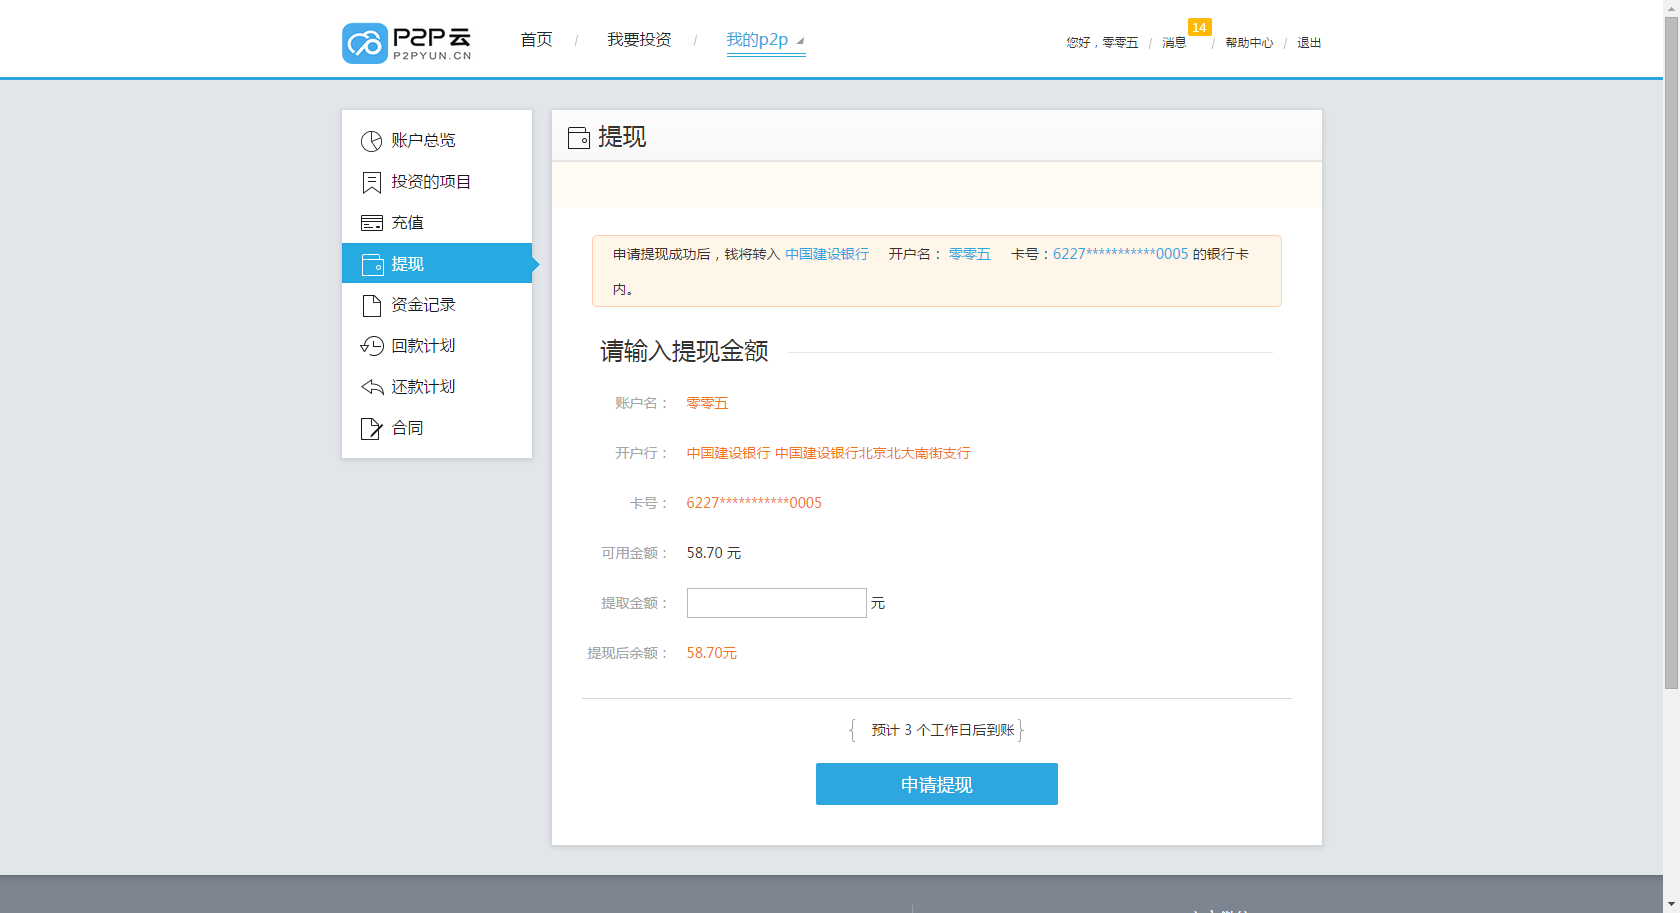 P2P云
P2PYUN.CN
首页 / 我要投资 / 我的p2p
您好，零零五 / 消息 14 / 帮助中心 / 退出
账户总览
投资的项目
充值
提现
资金记录
回款计划
还款计划
合同
提现
申请提现成功后，钱将转入 中国建设银行 开户名： 零零五 卡号：6227***********0005 的银行卡
内。
请输入提现金额
账户名： 零零五
开户行： 中国建设银行 中国建设银行北京北大南街支行
卡号： 6227***********0005
可用金额： 58.70 元
提取金额： 元
提现后余额： 58.70元
{ 预计 3 个工作日后到账 }
申请提现